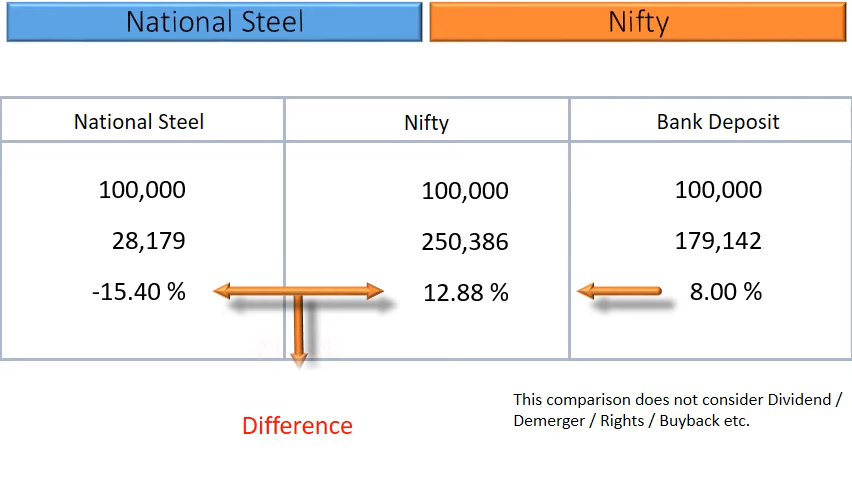 National Steel
Nifty
National Steel
Nifty
Bank Deposit
100,000
100,000
100,000
28,179
250,386
179,142
-15.40 %
12.88 %
8.00 %
Difference
This comparison does not consider Dividend /
Demerger / Rights / Buyback etc.